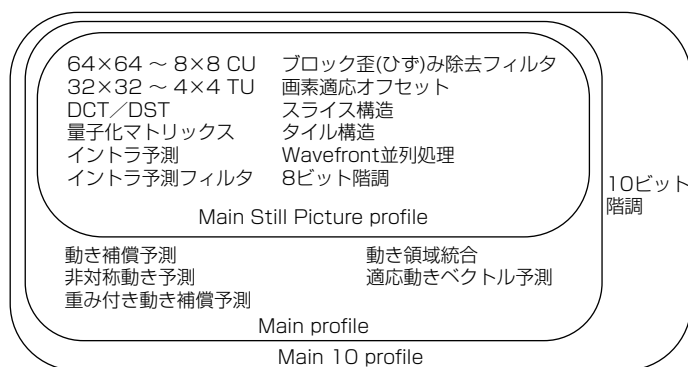 64×64 ～ 8×8 CU ブロック歪(ひず)み除去フィルタ
32×32 ～ 4×4 TU 画素適応オフセット
DCT／DST スライス構造
量子化マトリックス タイル構造
イントラ予測 Wavefront並列処理
イントラ予測フィルタ 8ビット階調
Main Still Picture profile
10ビット
階調
動き補償予測 動き領域統合
非対称動き予測 適応動きベクトル予測
重み付き動き補償予測
Main profile
Main 10 profile